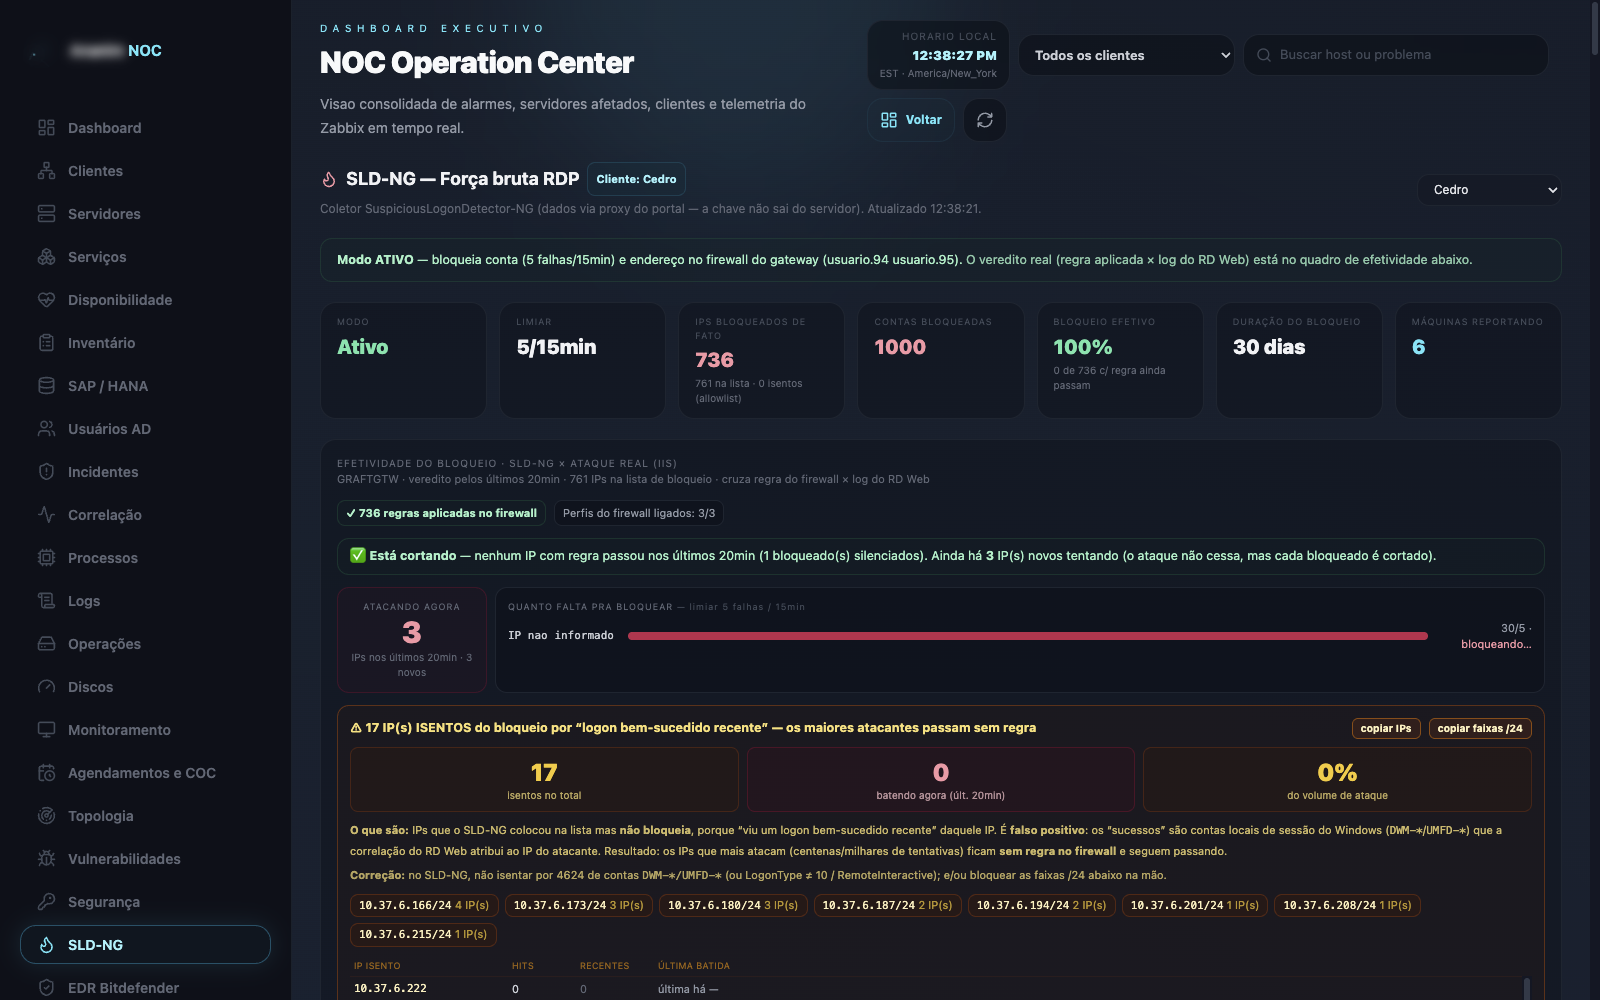 NOC
Dashboard
Clientes
Servidores
Serviços
Disponibilidade
Inventário
SAP / HANA
Usuários AD
Incidentes
Correlação
Processos
Logs
Operações
Discos
Monitoramento
Agendamentos e COC
Topologia
Vulnerabilidades
Segurança
SLD-NG
EDR Bitdefender
DASHBOARD EXECUTIVO
NOC Operation Center
Visao consolidada de alarmes, servidores afetados, clientes e telemetria do
Zabbix em tempo real.
HORARIO LOCAL
12:38:27 PM
EST · America/New_York
Todos os clientes
Buscar host ou problema
Voltar
SLD-NG — Força bruta RDP
Cliente: Cedro
Coletor SuspiciousLogonDetector-NG (dados via proxy do portal — a chave não sai do servidor). Atualizado 12:38:21.
Cedro
Modo ATIVO — bloqueia conta (5 falhas/15min) e endereço no firewall do gateway (usuario.94 usuario.95). O veredito real (regra aplicada × log do RD Web) está no quadro de efetividade abaixo.
MODO
Ativo
LIMIAR
5/15min
IPS BLOQUEADOS DE
FATO
736
761 na lista · 0 isentos
(allowlist)
CONTAS BLOQUEADAS
1000
BLOQUEIO EFETIVO
100%
0 de 736 c/ regra ainda
passam
DURAÇÃO DO BLOQUEIO
30 dias
MÁQUINAS REPORTANDO
6
EFETIVIDADE DO BLOQUEIO · SLD-NG × ATAQUE REAL (IIS)
GRAFTGTW · veredito pelos últimos 20min · 761 IPs na lista de bloqueio · cruza regra do firewall × log do RD Web
✓ 736 regras aplicadas no firewall
Perfis do firewall ligados: 3/3
✅ Está cortando — nenhum IP com regra passou nos últimos 20min (1 bloqueado(s) silenciados). Ainda há 3 IP(s) novos tentando (o ataque não cessa, mas cada bloqueado é cortado).
ATACANDO AGORA
3
IPs nos últimos 20min · 3
novos
QUANTO FALTA PRA BLOQUEAR — limiar 5 falhas / 15min
IP nao informado
30/5 ·
bloqueando…
⚠ 17 IP(s) ISENTOS do bloqueio por “logon bem-sucedido recente” — os maiores atacantes passam sem regra
copiar IPs
copiar faixas /24
17
isentos no total
0
batendo agora (últ. 20min)
0%
do volume de ataque
O que são: IPs que o SLD-NG colocou na lista mas não bloqueia, porque “viu um logon bem-sucedido recente” daquele IP. É falso positivo: os “sucessos” são contas locais de sessão do Windows (DWM-*/UMFD-*) que a
correlação do RD Web atribui ao IP do atacante. Resultado: os IPs que mais atacam (centenas/milhares de tentativas) ficam sem regra no firewall e seguem passando.
Correção: no SLD-NG, não isentar por 4624 de contas DWM-*/UMFD-* (ou LogonType ≠ 10 / RemoteInteractive); e/ou bloquear as faixas /24 abaixo na mão.
10.37.6.166/24 4 IP(s)
10.37.6.173/24 3 IP(s)
10.37.6.180/24 3 IP(s)
10.37.6.187/24 2 IP(s)
10.37.6.194/24 2 IP(s)
10.37.6.201/24 1 IP(s)
10.37.6.208/24 1 IP(s)
10.37.6.215/24 1 IP(s)
IP ISENTO HITS RECENTES ÚLTIMA BATIDA
10.37.6.222 0 0 última há —